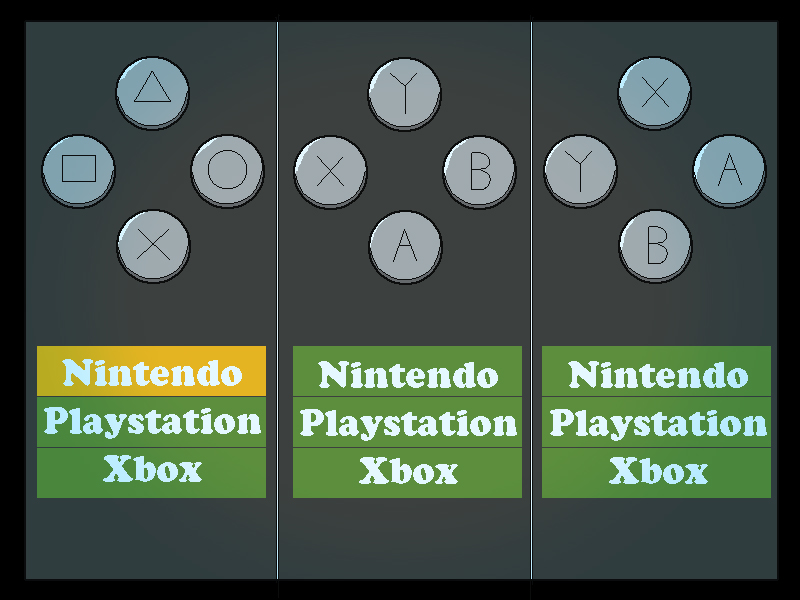 Y X
X B Y A
X A B
Nintendo Nintendo Nintendo
Playstation Playstation Playstation
Xbox Xbox Xbox